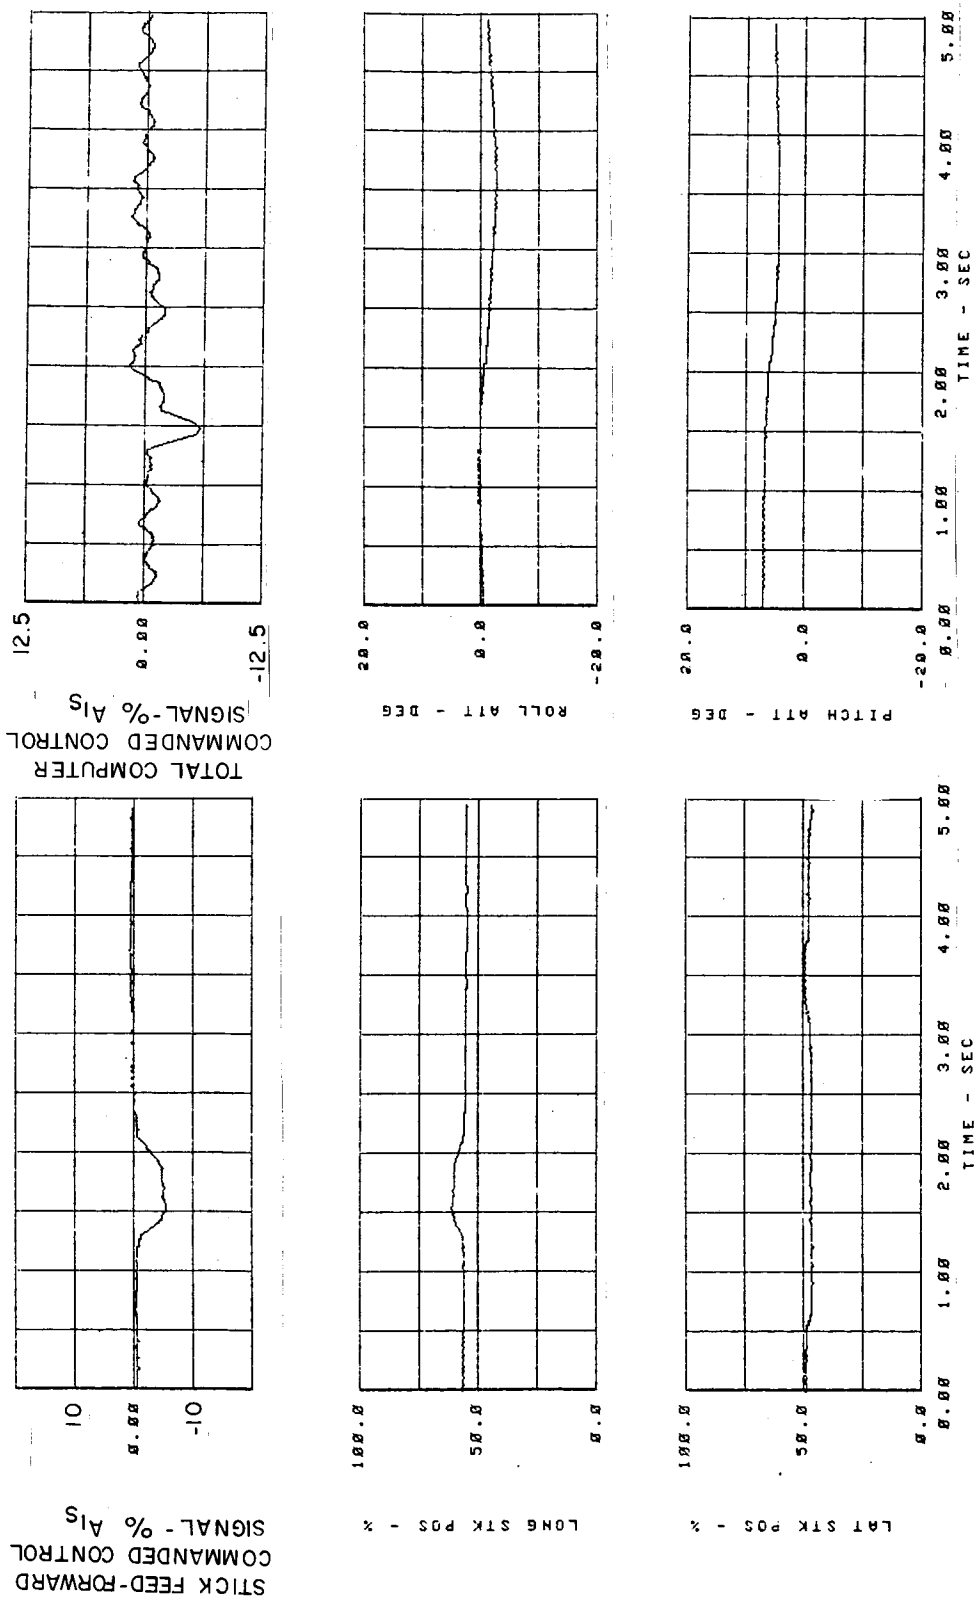 STICK FEED-FORWARD
COMMANDED CONTROL
SIGNAL - % A1S
10
0.00
-10
LONG STK POS - %
100.0
50.0
0.0
LAT STK POS - %
100.0
50.0
0.0
0.00 1.00 2.00 3.00 4.00 5.00
TIME - SEC
TOTAL COMPUTER
COMMANDED CONTROL
SIGNAL-% A1S
12.5
0.00
-12.5
ROLL ATT - DEG
20.0
0.0
-20.0
PITCH ATT - DEG
20.0
0.0
-20.0
0.00 1.00 2.00 3.00 4.00 5.00
TIME - SEC